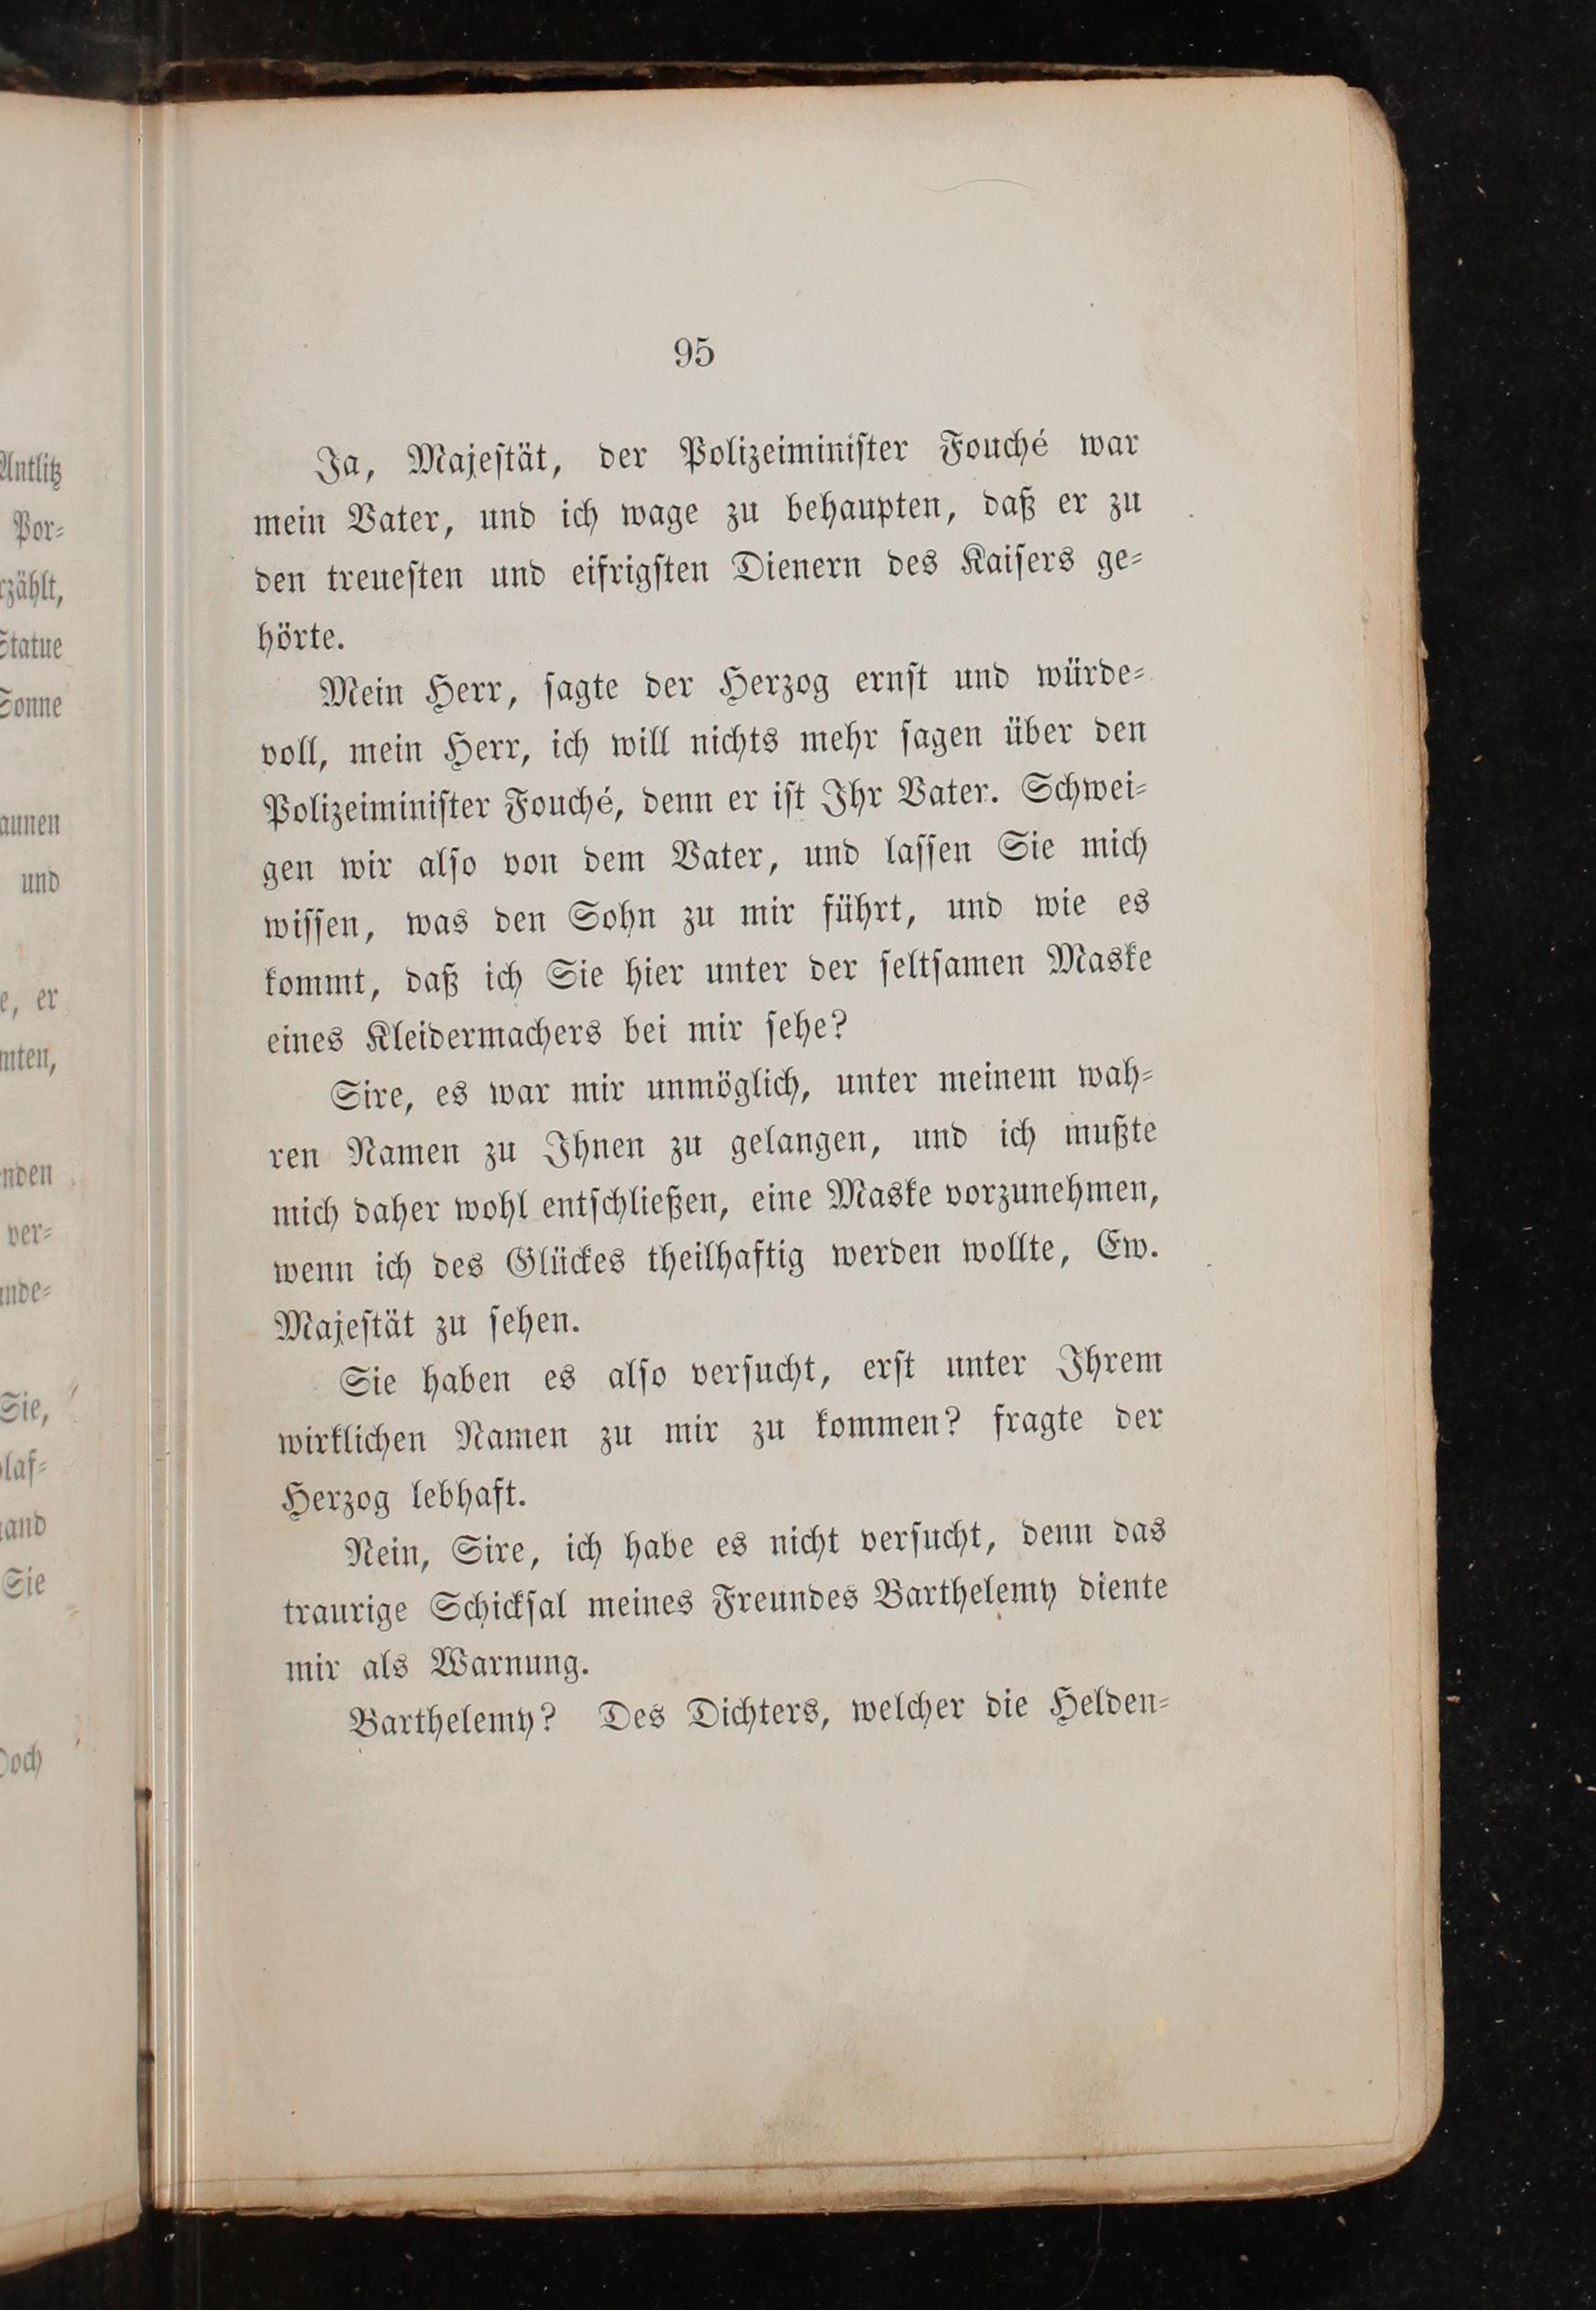 95
Ja, Majeſtät, der Polizeiminiſter Fouché war
mein Vater, und ich wage zu behaupten, daß er zu
den treueſten und eifrigſten Dienern des Kaiſers ge⸗
hörte.
Mein Herr, ſagte der Herzog ernſt und würde⸗
voll, mein Herr, ich will nichts mehr ſagen über den
Polizeiminiſter Fouché, denn er iſt Ihr Vater. Schwei⸗
gen wir alſo von dem Vater, und laſſen Sie mich
wiſſen, was den Sohn zu mir führt, und wie es
kommt, daß ich Sie hier unter der ſeltſamen Maske
eines Kleidermachers bei mir ſehe?
Sire, es war mir unmöglich, unter meinem wah⸗
ren Namen zu Ihnen zu gelangen, und ich mußte
mich daher wohl entſchließen, eine Maske vorzunehmen,
wenn ich des Glückes theilhaftig werden wollte, Ew.
Majeſtät zu ſehen.
Sie haben es alſo verſucht, erſt unter Ihrem
wirklichen Namen zu mir zu kommen? fragte der
Herzog lebhaft.
Nein, Sire, ich habe es nicht verſucht, denn das
traurige Schickſal meines Freundes Barthelemy diente
mir als Warnung.
Barthelemy? Des Dichters, welcher die Helden⸗